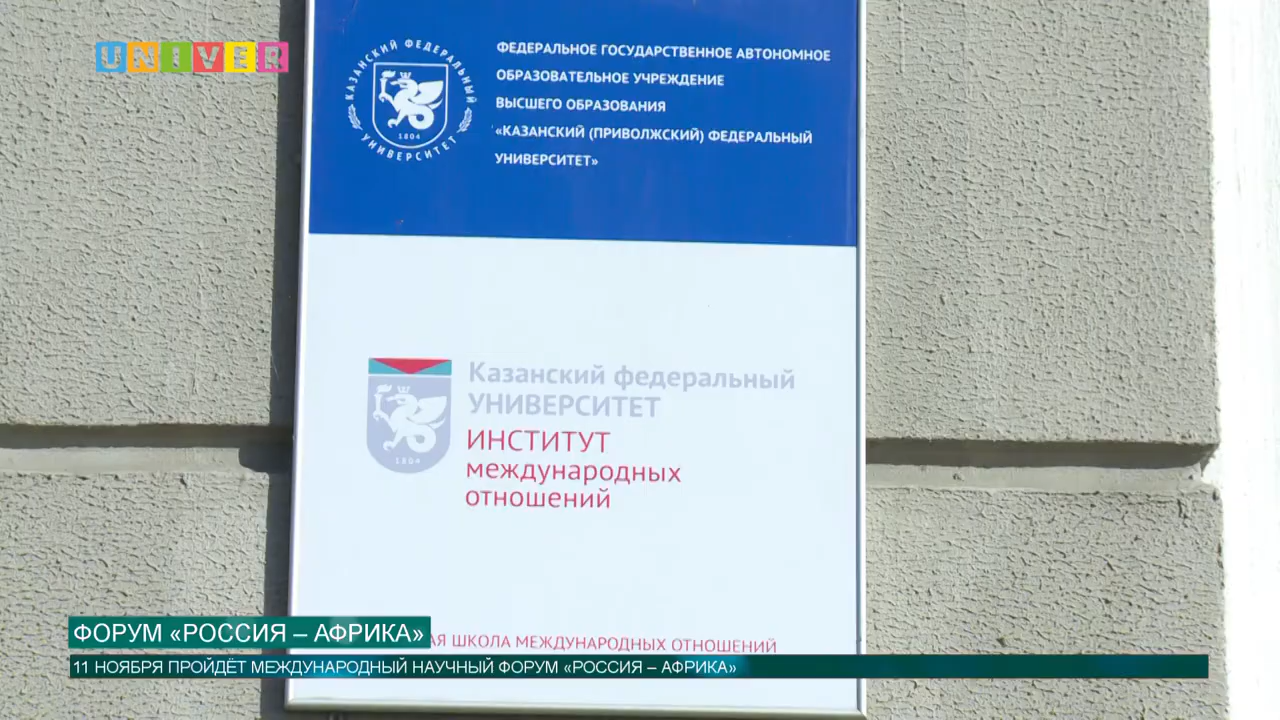 UNIVER
КАЗАНСКИЙ ФЕДЕРАЛЬНЫЙ УНИВЕРСИТЕТ
1804
ФЕДЕРАЛЬНОЕ ГОСУДАРСТВЕННОЕ АВТОНОМНОЕ
ОБРАЗОВАТЕЛЬНОЕ УЧРЕЖДЕНИЕ
ВЫСШЕГО ОБРАЗОВАНИЯ
«КАЗАНСКИЙ (ПРИВОЛЖСКИЙ) ФЕДЕРАЛЬНЫЙ
УНИВЕРСИТЕТ»
1804
Казанский федеральный
УНИВЕРСИТЕТ
ИНСТИТУТ
международных
отношений
ШКОЛА МЕЖДУНАРОДНЫХ ОТНОШЕНИЙ
ФОРУМ «РОССИЯ – АФРИКА»
11 НОЯБРЯ ПРОЙДЁТ МЕЖДУНАРОДНЫЙ НАУЧНЫЙ ФОРУМ «РОССИЯ – АФРИКА»